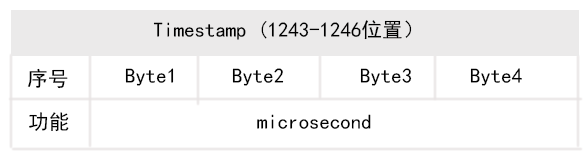 Timestamp (1243-1246位置)
序号 Byte1 Byte2 Byte3 Byte4
功能 microsecond